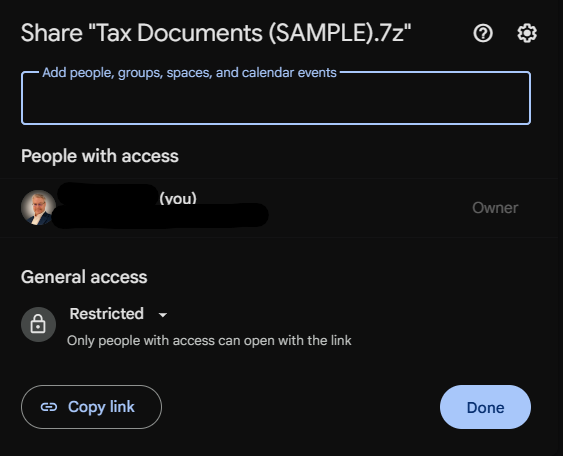 Share "Tax Documents (SAMPLE).7z"
Add people, groups, spaces, and calendar events
People with access
(you)
Owner
General access
Restricted
Only people with access can open with the link
Copy link
Done